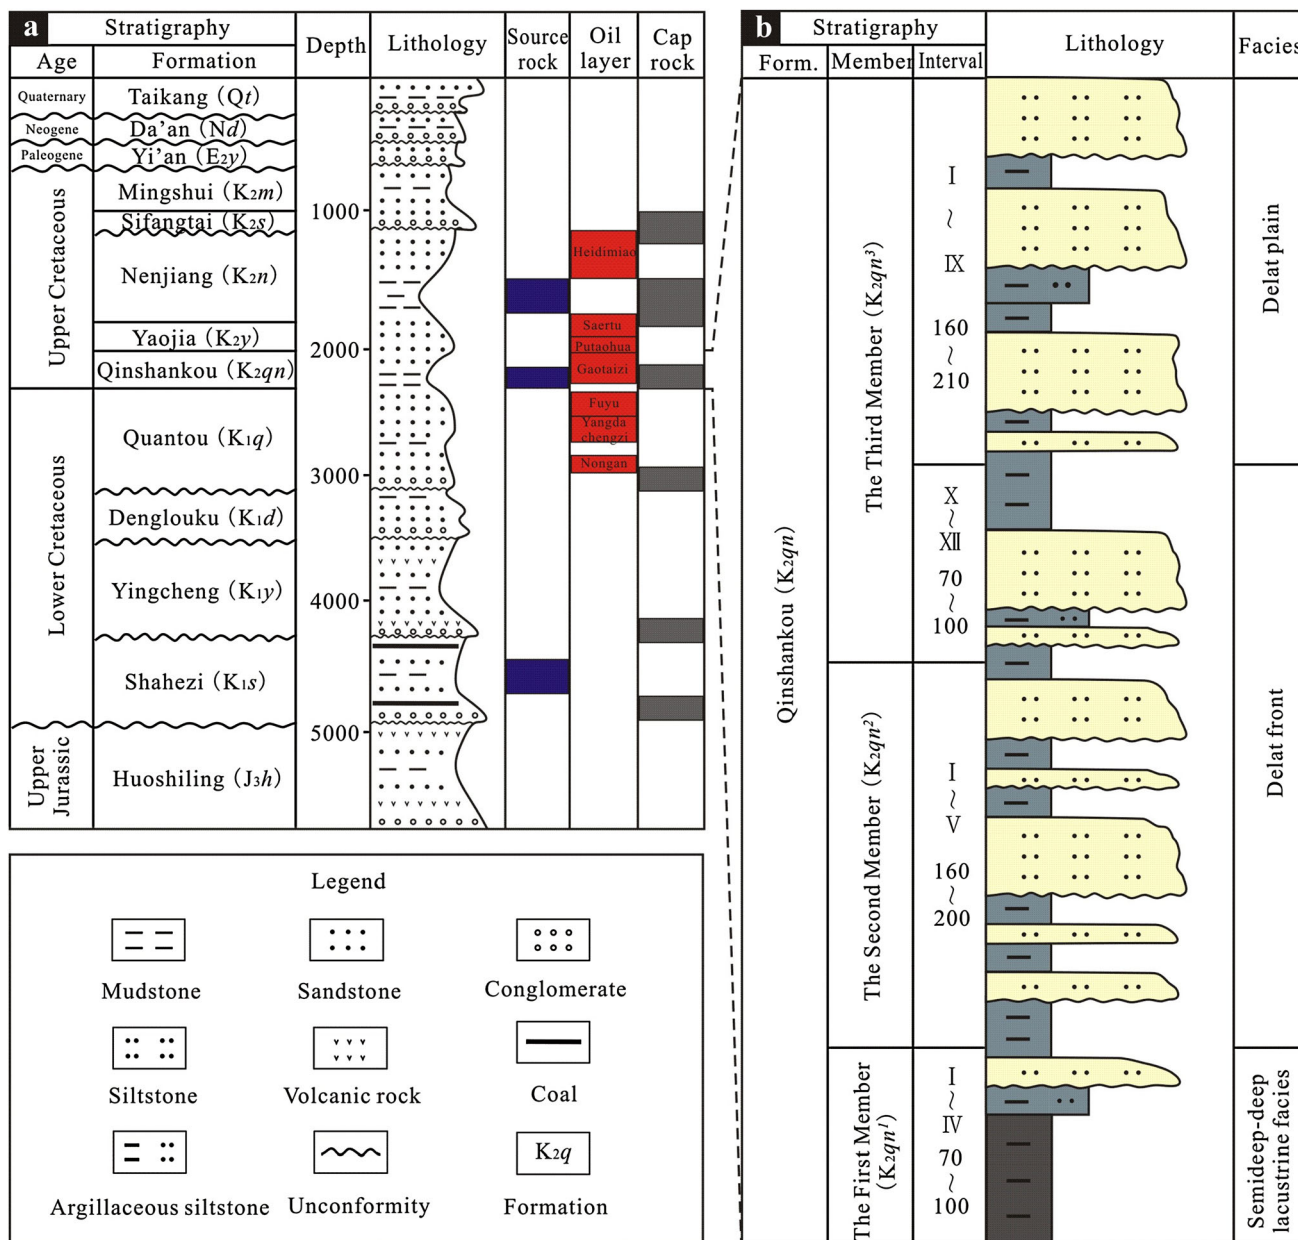 a
Stratigraphy
Age
Formation
Depth
Lithology
Source
rock
Oil
layer
Cap
rock
Quaternary
Taikang (Qt)
Neogene
Da'an (Nd)
Paleogene
Yi'an (E2y)
Upper Cretaceous
Mingshui (K2m)
Sifangtai (K2s)
Nenjiang (K2n)
Yaojia (K2y)
Qinshankou (K2qn)
Lower Cretaceous
Quantou (K1q)
Denglouku (K1d)
Yingcheng (K1y)
Shahezi (K1s)
Upper
Jurassic
Huoshiling (J3h)
1000
2000
3000
4000
5000
Heidimiao
Saertu
Putaohua
Gaotaizi
Fuyu
Yangda
chengzi
Nongan
Legend
Mudstone
Sandstone
Conglomerate
Siltstone
Volcanic rock
Coal
Argillaceous siltstone
Unconformity
K2q
Formation
b
Stratigraphy
Form.
Member
Interval
Lithology
Facies
Qinshankou (K2qn)
The Third Member (K2qn3)
I
~
IX
160
~
210
X
~
XII
70
~
100
The Second Member (K2qn2)
I
~
V
160
~
200
The First Member
(K2qn1)
I
~
IV
70
~
100
Delat plain
Delat front
Semideep-deep
lacustrine facies